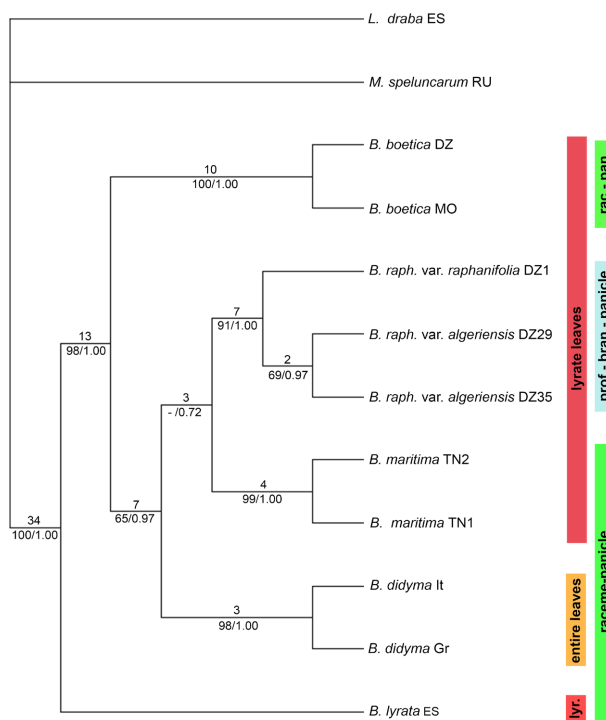 L. draba ES
M. speluncarum RU
B. boetica DZ
10
100/1.00
B. boetica MO
B. raph. var. raphanifolia DZ1
7
91/1.00
B. raph. var. algeriensis DZ29
2
69/0.97
B. raph. var. algeriensis DZ35
13
98/1.00
3
- /0.72
B. maritima TN2
4
99/1.00
B. maritima TN1
7
65/0.97
34
100/1.00
B. didyma It
3
98/1.00
B. didyma Gr
B. lyrata ES
lyrate leaves
entire leaves
lyr.
rac - pan
prof - bran - panicle
raceme-panicle